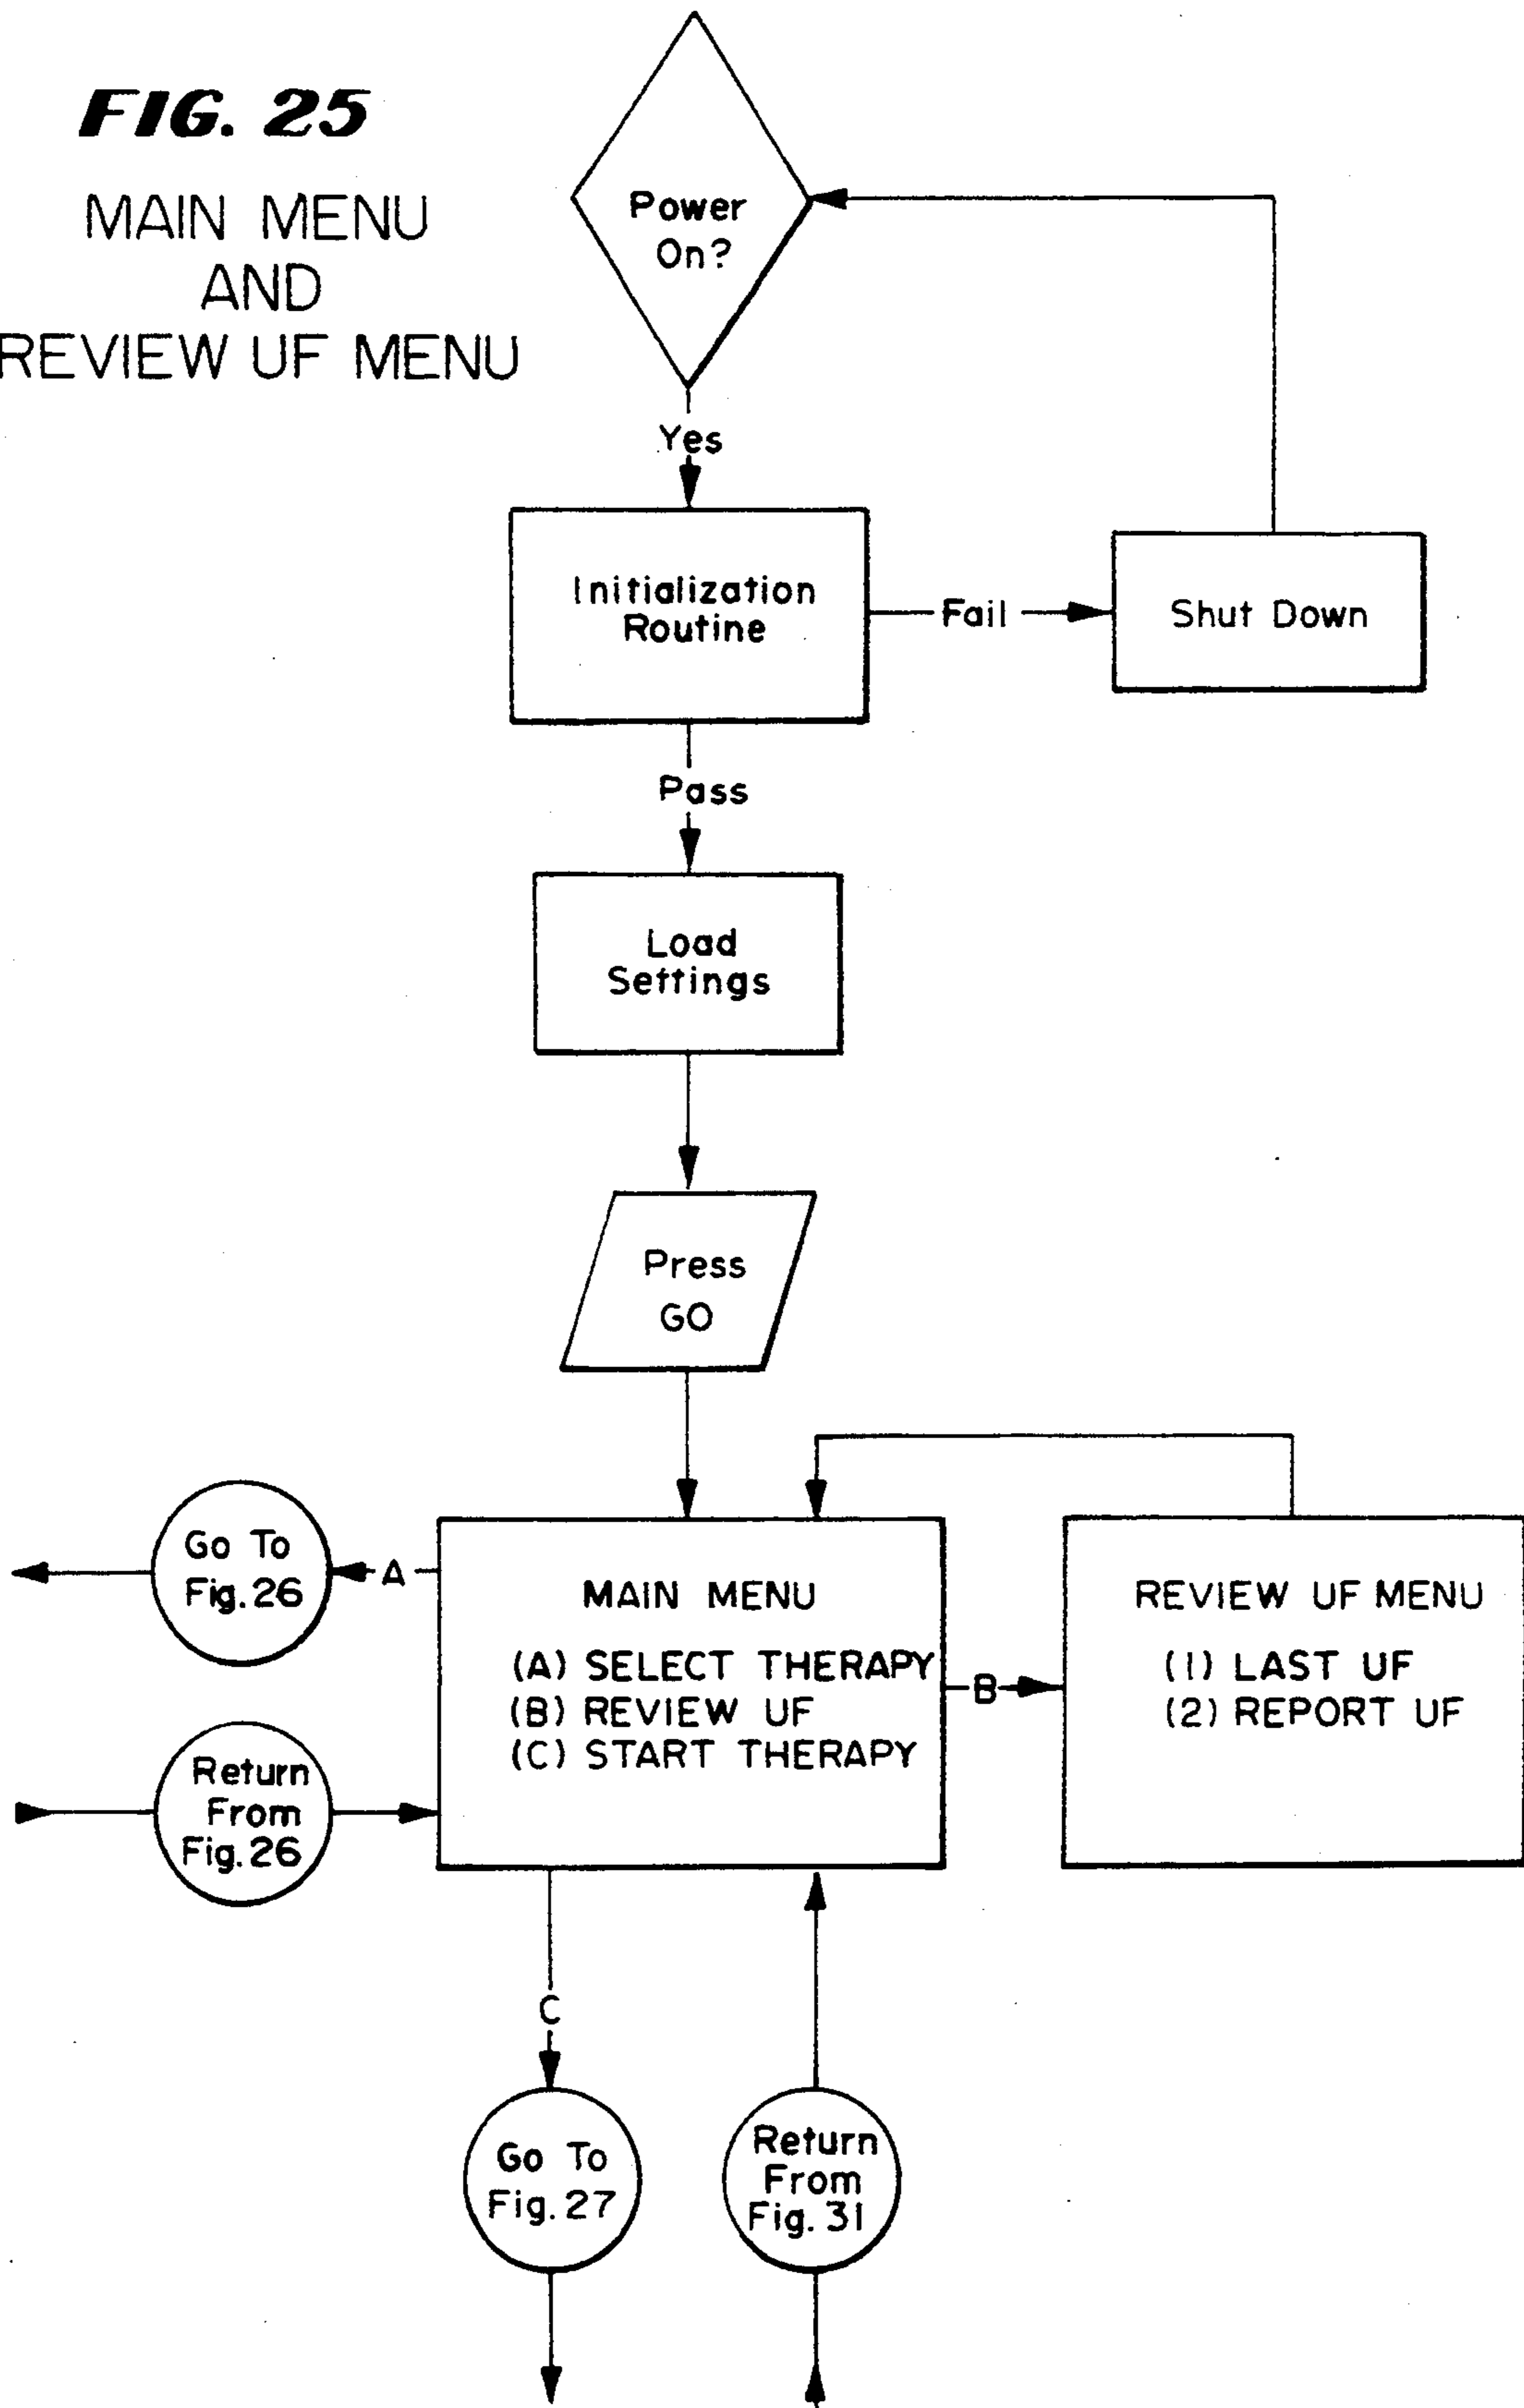 FIG. 25
MAIN MENU
AND
REVIEW UF MENU
Power
On?
Yes
Initialization
Routine
Fail
Shut Down
Pass
Load
Settings
Press
GO
Go To
Fig. 26
A
MAIN MENU
(A) SELECT THERAPY
(B) REVIEW UF
(C) START THERAPY
B
REVIEW UF MENU
(1) LAST UF
(2) REPORT UF
Return
From
Fig. 26
C
Go To
Fig. 27
Return
From
Fig. 31